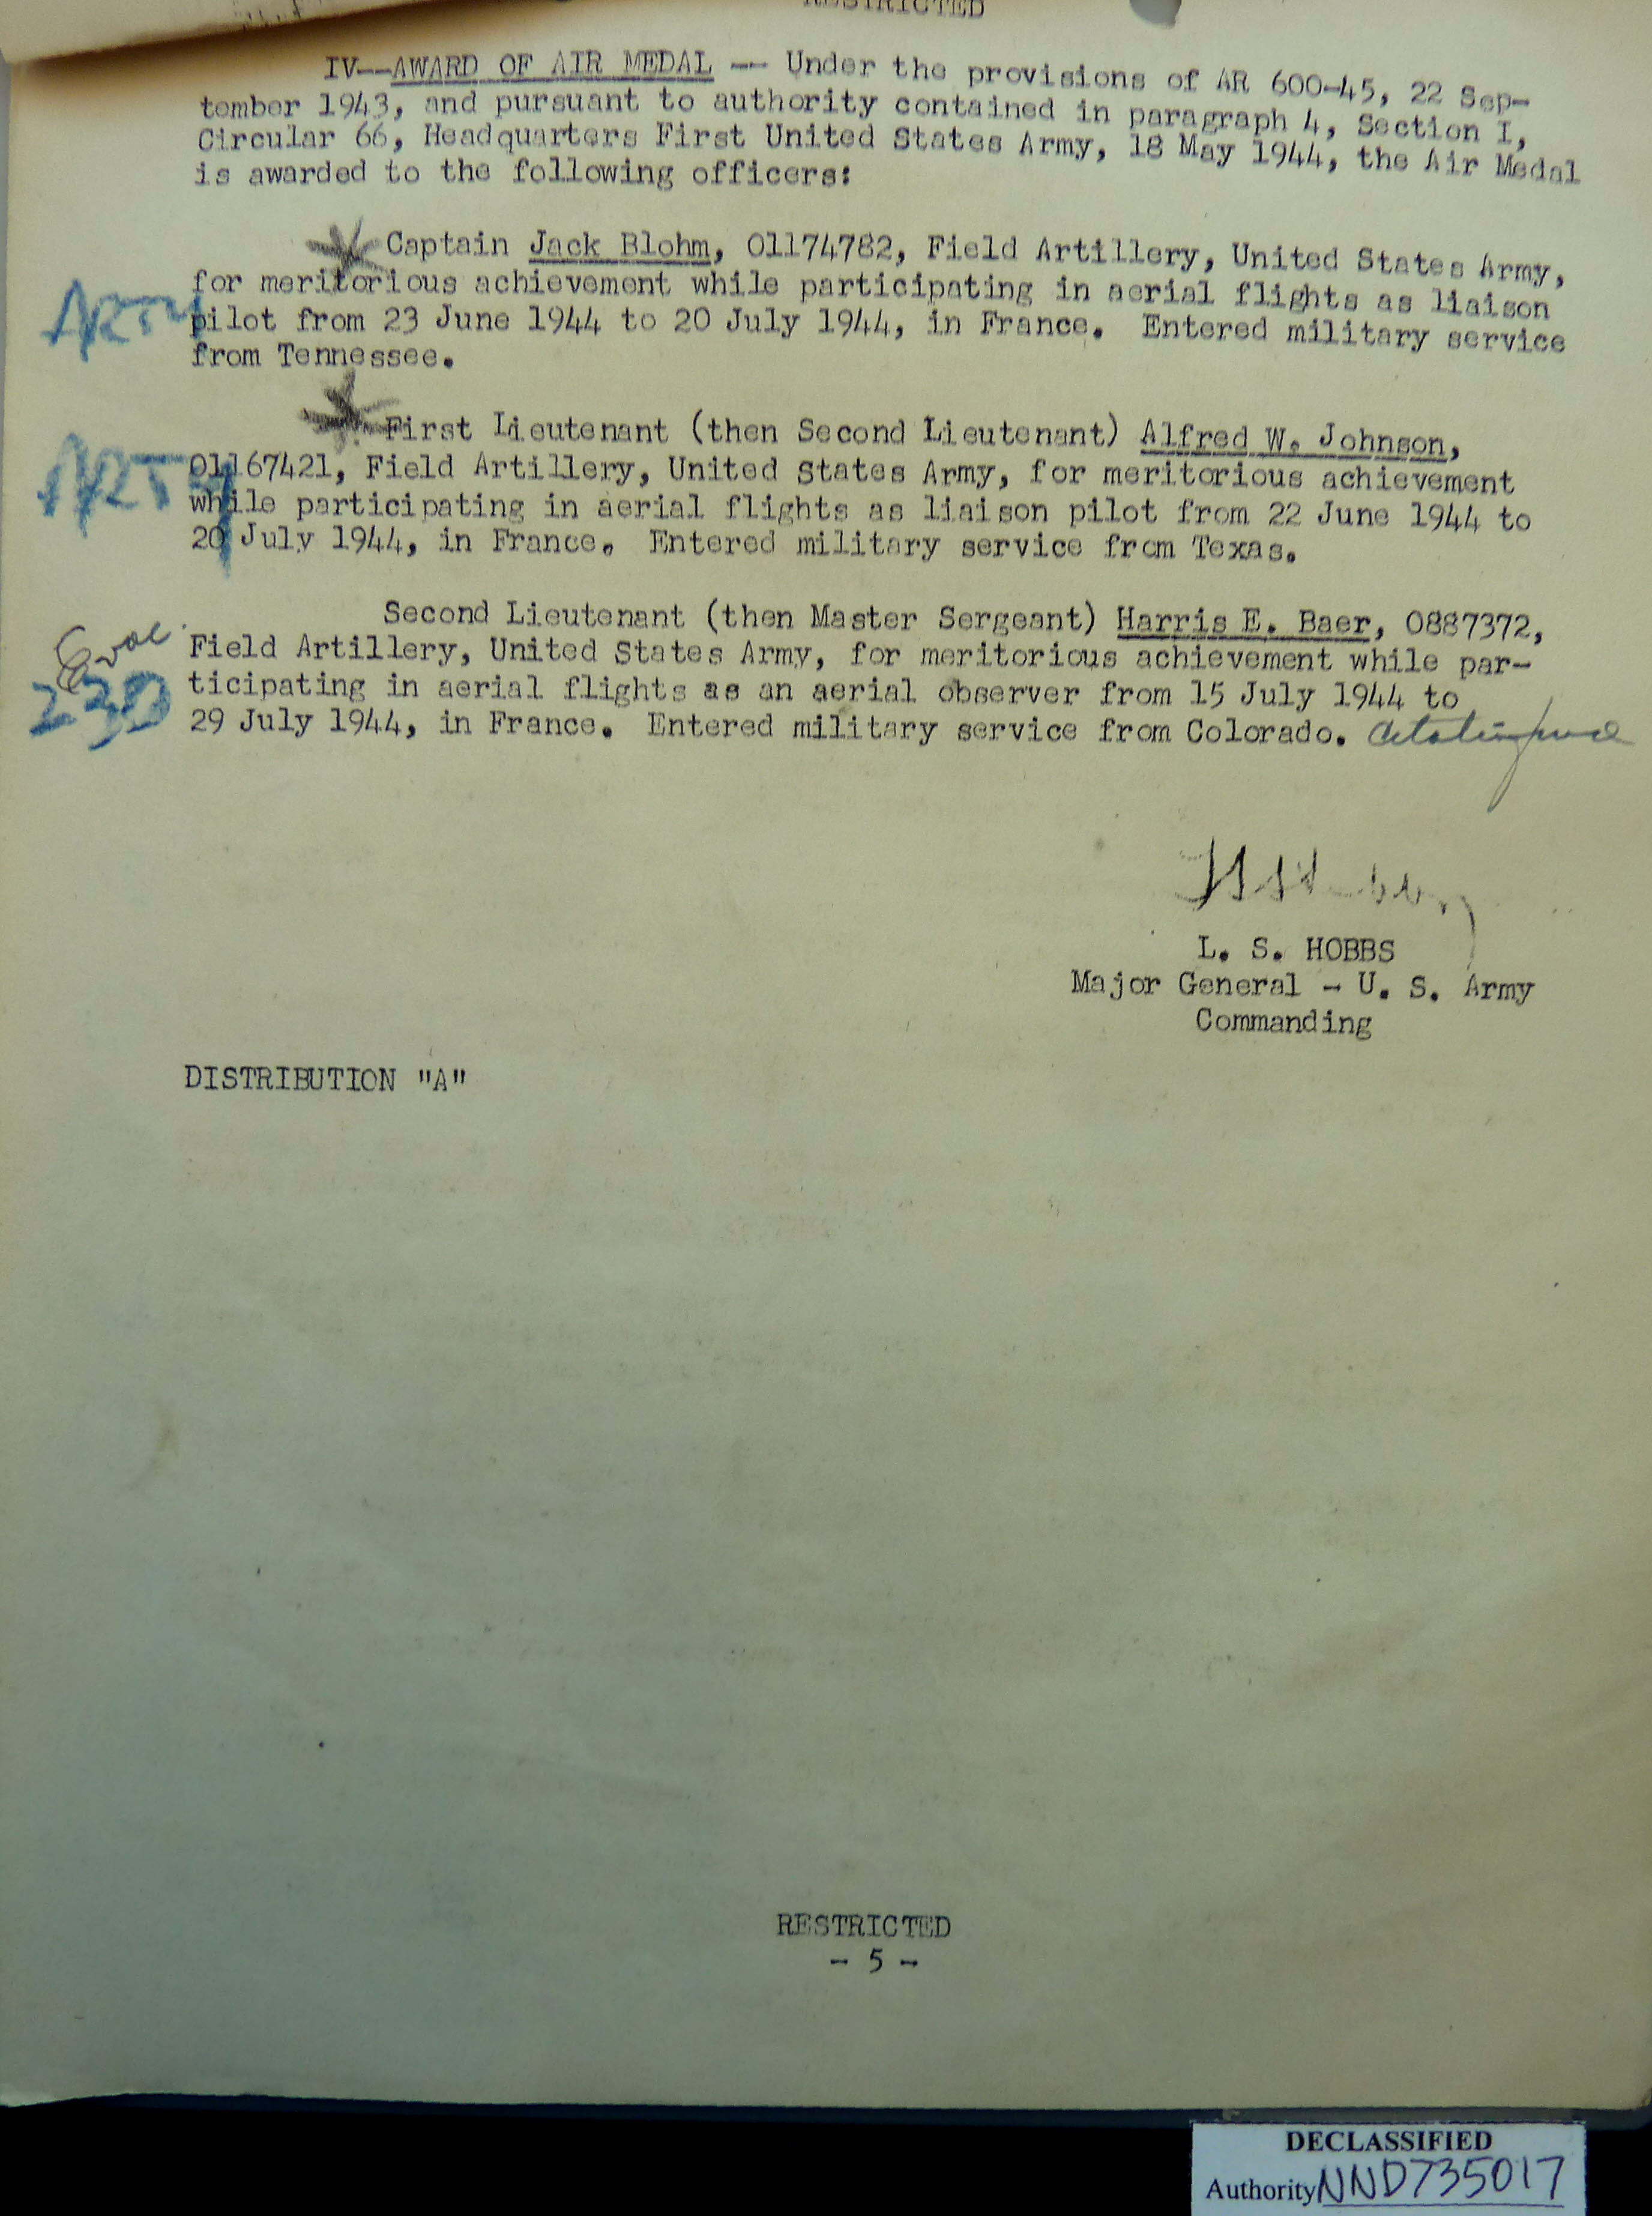 RESTRICTED
IV--AWARD OF AIR MEDAL -- Under the provisions of AR 600-45, 22 Sep-
tember 1943, and pursuant to authority contained in paragraph 4, Section I,
Circular 66, Headquarters First United States Army, 18 May 1944, the Air Medal
is awarded to the following officers:
Captain Jack Blohm, 01174782, Field Artillery, United States Army,
for meritorious achievement while participating in aerial flights as liaison
ARTY
pilot from 23 June 1944 to 20 July 1944, in France. Entered military service
from Tennessee.
First Lieutenant (then Second Lieutenant) Alfred W. Johnson,
ARTY
01167421, Field Artillery, United States Army, for meritorious achievement
while participating in aerial flights as liaison pilot from 22 June 1944 to
20 July 1944, in France. Entered military service from Texas.
Second Lieutenant (then Master Sergeant) Harris E. Baer, 0887372,
Evac.
Field Artillery, United States Army, for meritorious achievement while par-
230
ticipating in aerial flights as an aerial observer from 15 July 1944 to
29 July 1944, in France. Entered military service from Colorado.
L. S. HOBBS
Major General - U. S. Army
Commanding
DISTRIBUTION "A"
RESTRICTED
- 5 -
DECLASSIFIED
Authority NND735017